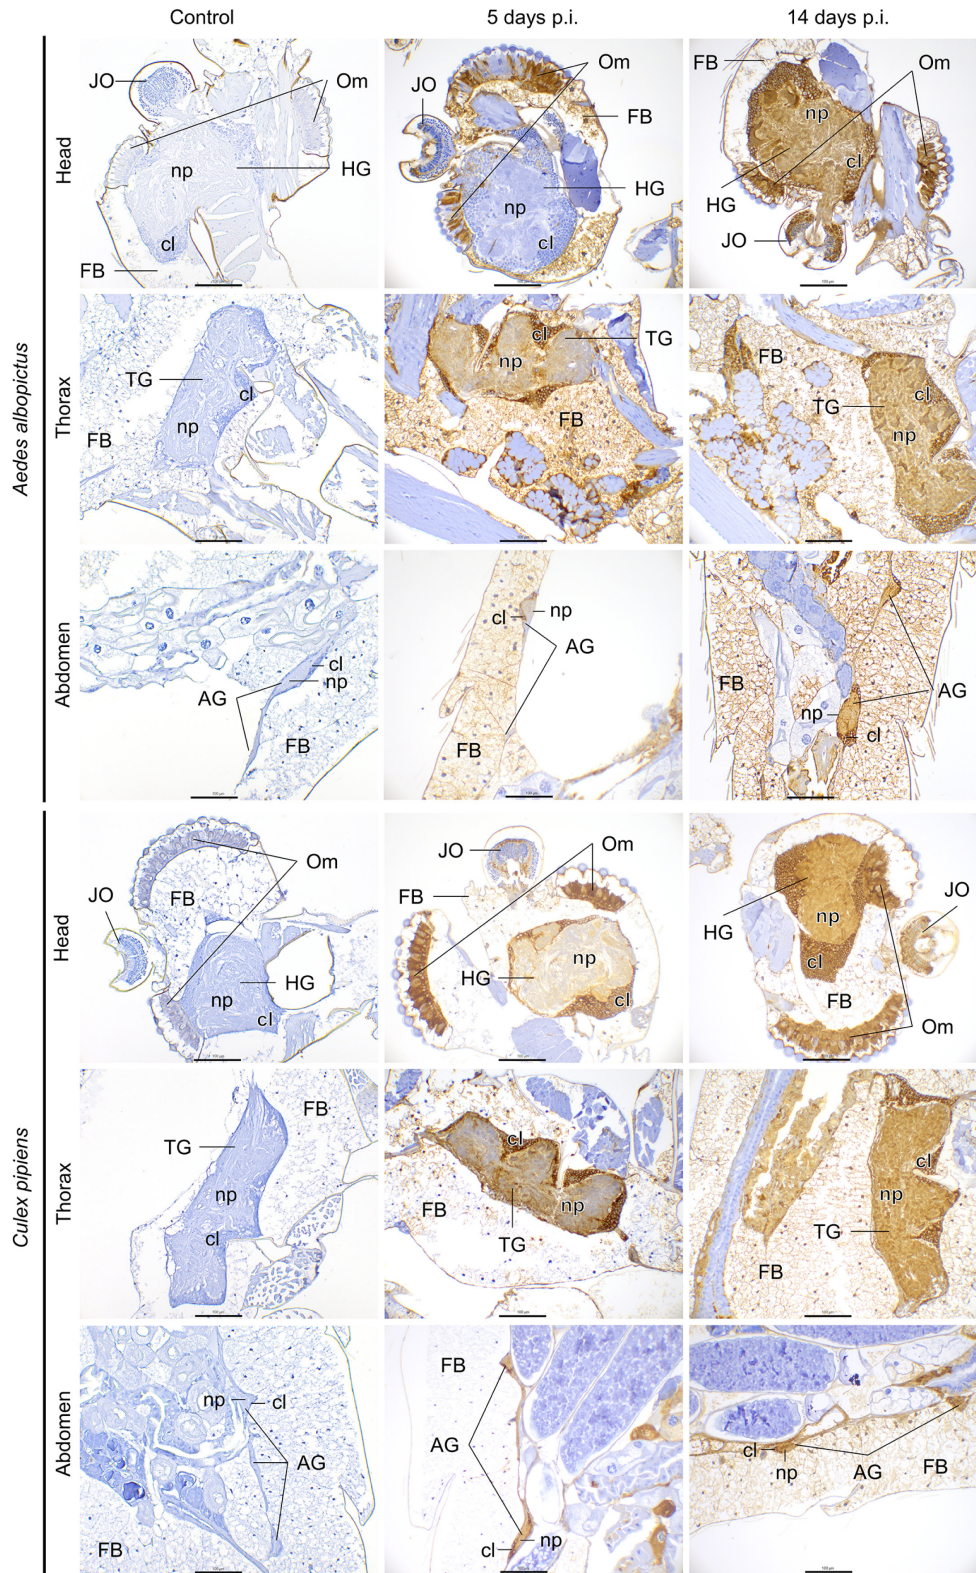 Control 5 days p.i. 14 days p.i.
Aedes albopictus
Head
JO Om np HG cl FB
JO Om FB HG np cl
FB Om np cl HG JO
Thorax
TG cl FB np
cl TG np FB
FB cl TG np
Abdomen
cl np AG FB
cl np AG FB
AG FB np cl
Culex pipiens
Head
Om FB JO HG np cl
JO Om FB np HG cl
HG np JO cl FB Om
Thorax
FB TG np cl
cl FB np TG
cl np TG FB
Abdomen
np cl AG FB
FB AG np cl
cl np AG FB